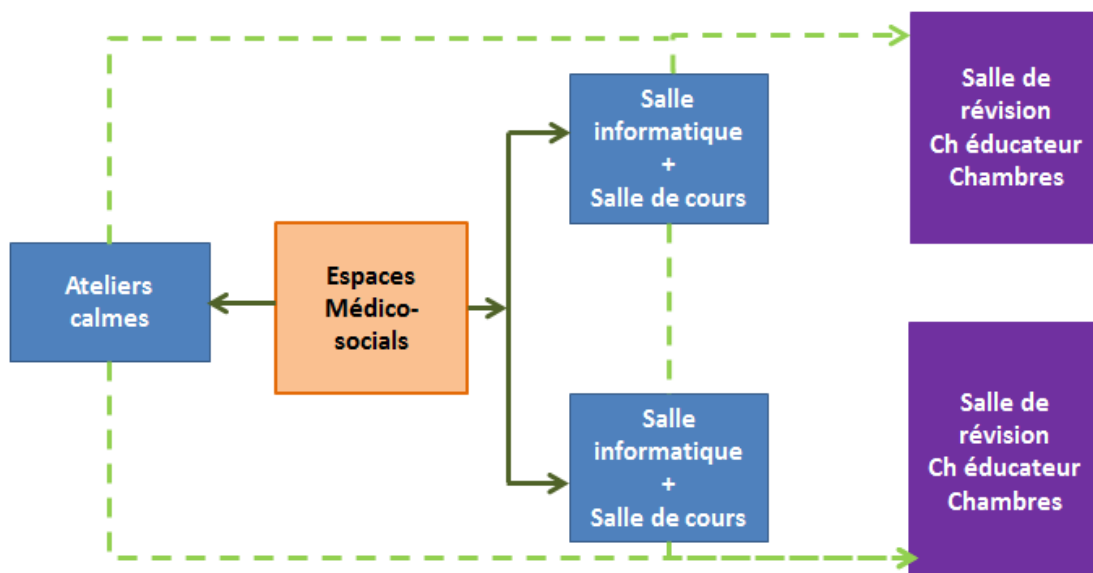 Salle
informatique
+
Salle de cours
Salle de
révision
Ch éducateur
Chambres
Ateliers
calmes
Espaces
Médico-
socials
Salle
informatique
+
Salle de cours
Salle de
révision
Ch éducateur
Chambres